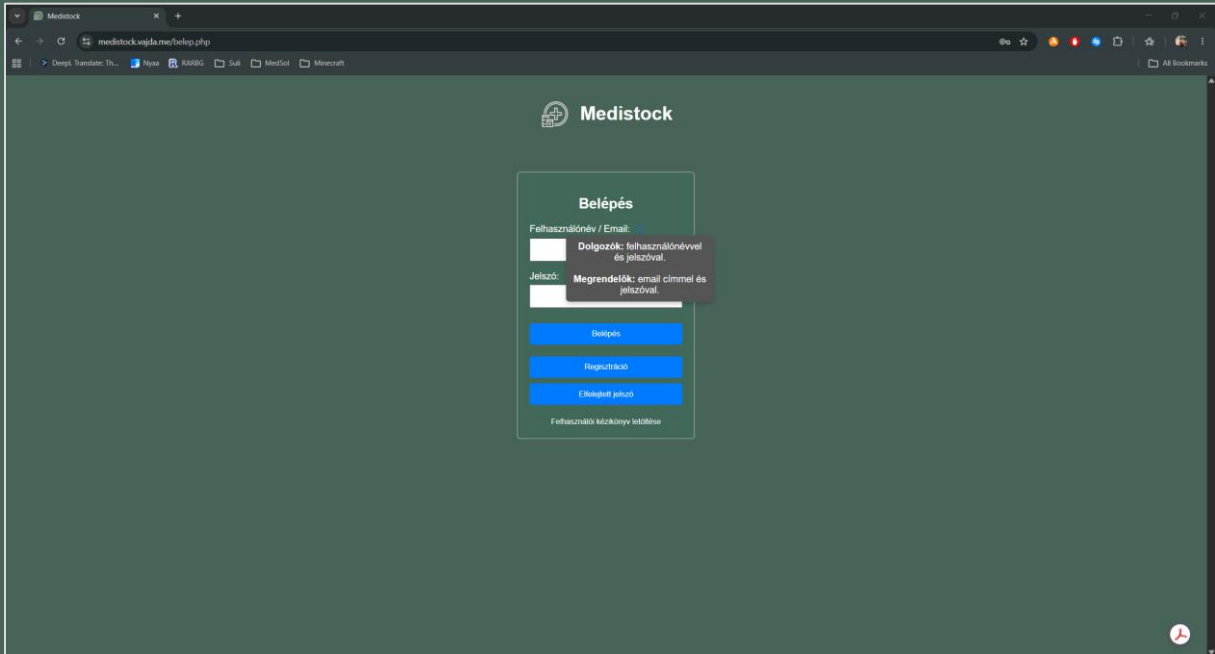 Medistock
medistock.vajda.me/belep.php
DeepL Translate: Th... Nyaa RARBG Suli MedSol Minecraft All Bookmarks
Medistock
Belépés
Felhasználónév / Email:
Dolgozók: felhasználónévvel
és jelszóval.
Jelszó:
Megrendelők: email címmel és
jelszóval.
Belépés
Regisztráció
Elfelejtett jelszó
Felhasználói kézikönyv letöltése